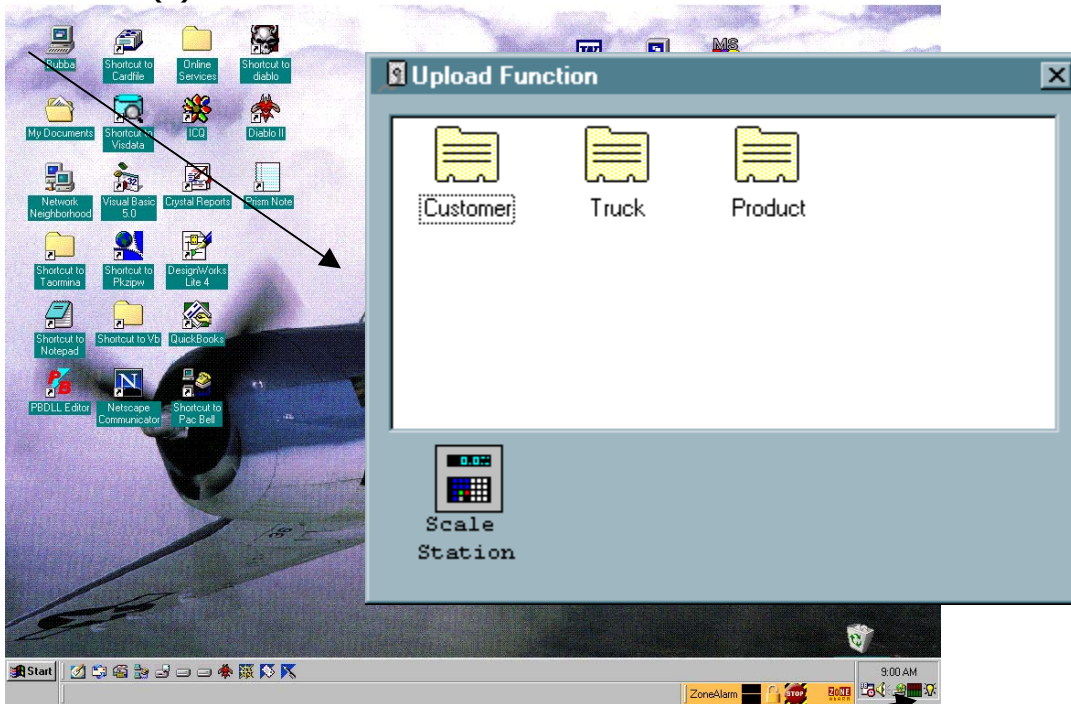 Bubba
Shortcut to
Cardfile
Online
Services
Shortcut to
diablo
MS
My Documents
Shortcut to
Visdata
ICQ
Diablo II
Network
Neighborhood
Visual Basic
5.0
Crystal Reports
Prism Note
Shortcut to
Taormina
Shortcut to
Pkzipw
DesignWorks
Lite 4
Shortcut to
Notepad
Shortcut to Vb
QuickBooks
PBDLL Editor
Netscape
Communicator
Shortcut to
Pac Bell
Upload Function
Customer
Truck
Product
0.0
Scale
Station
Start
9:00 AM
ZoneAlarm
STOP
ZONE